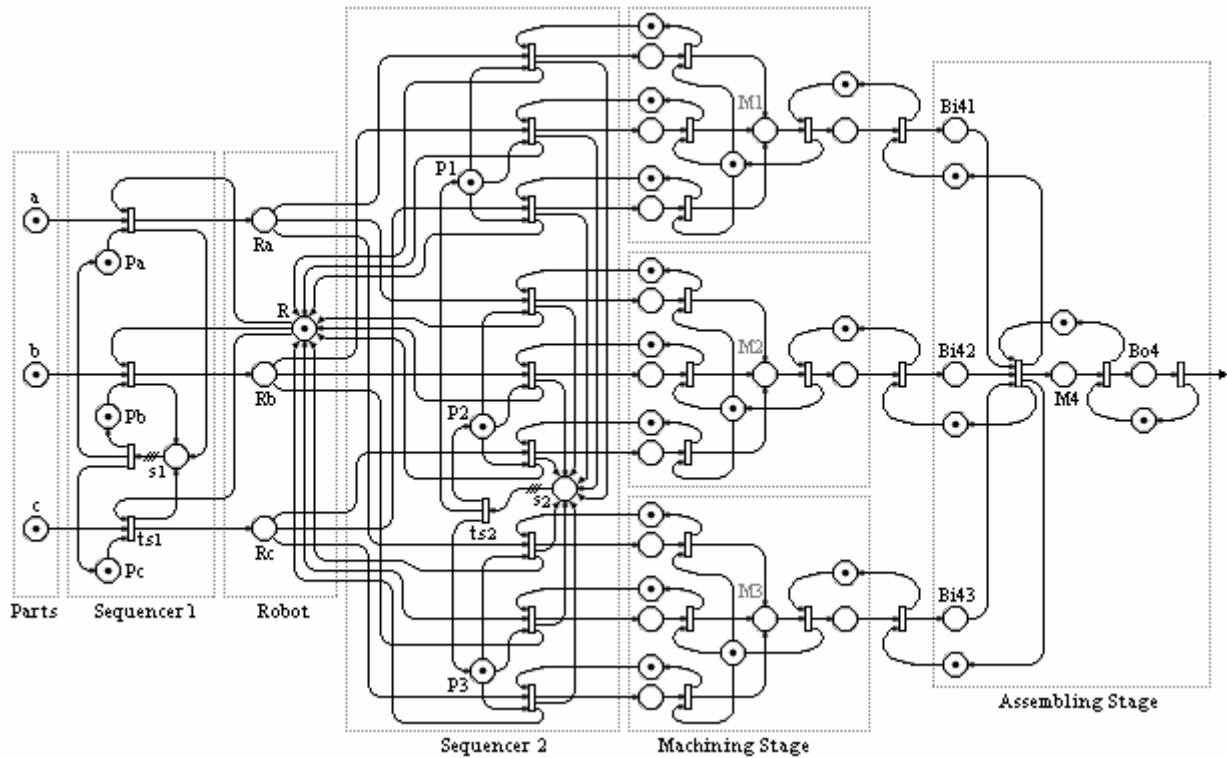 M1
Bi41
P1
a
Ra
Pa
R
b
Rb
M2
Bi42
M4
Bo4
Pb
P2
s1
s2
c
ts1
ts2
Rc
Pc
M3
Bi43
P3
Parts
Sequencer 1
Robot
Assembling Stage
Sequencer 2
Machining Stage